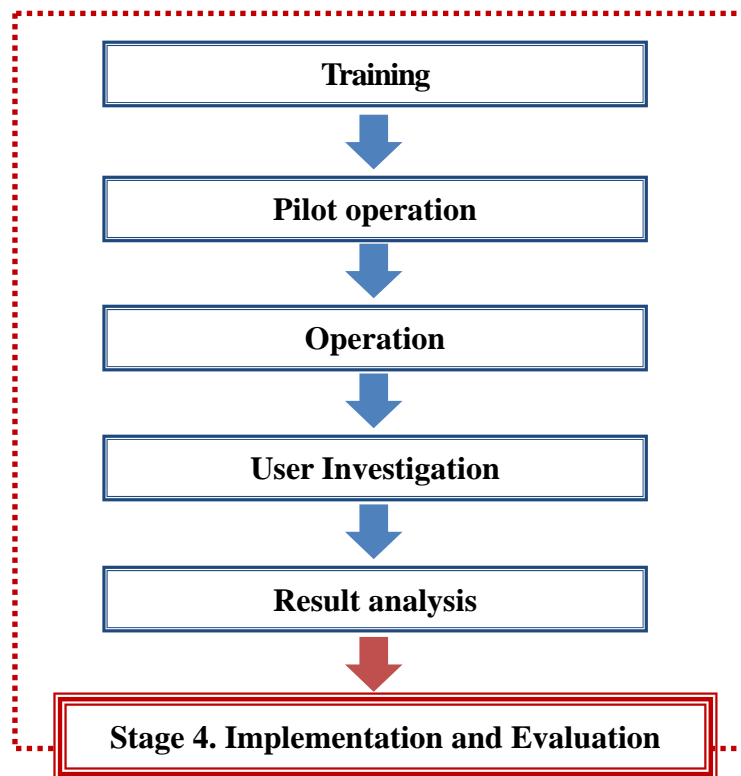 Training
Pilot operation
Operation
User Investigation
Result analysis
Stage 4. Implementation and Evaluation